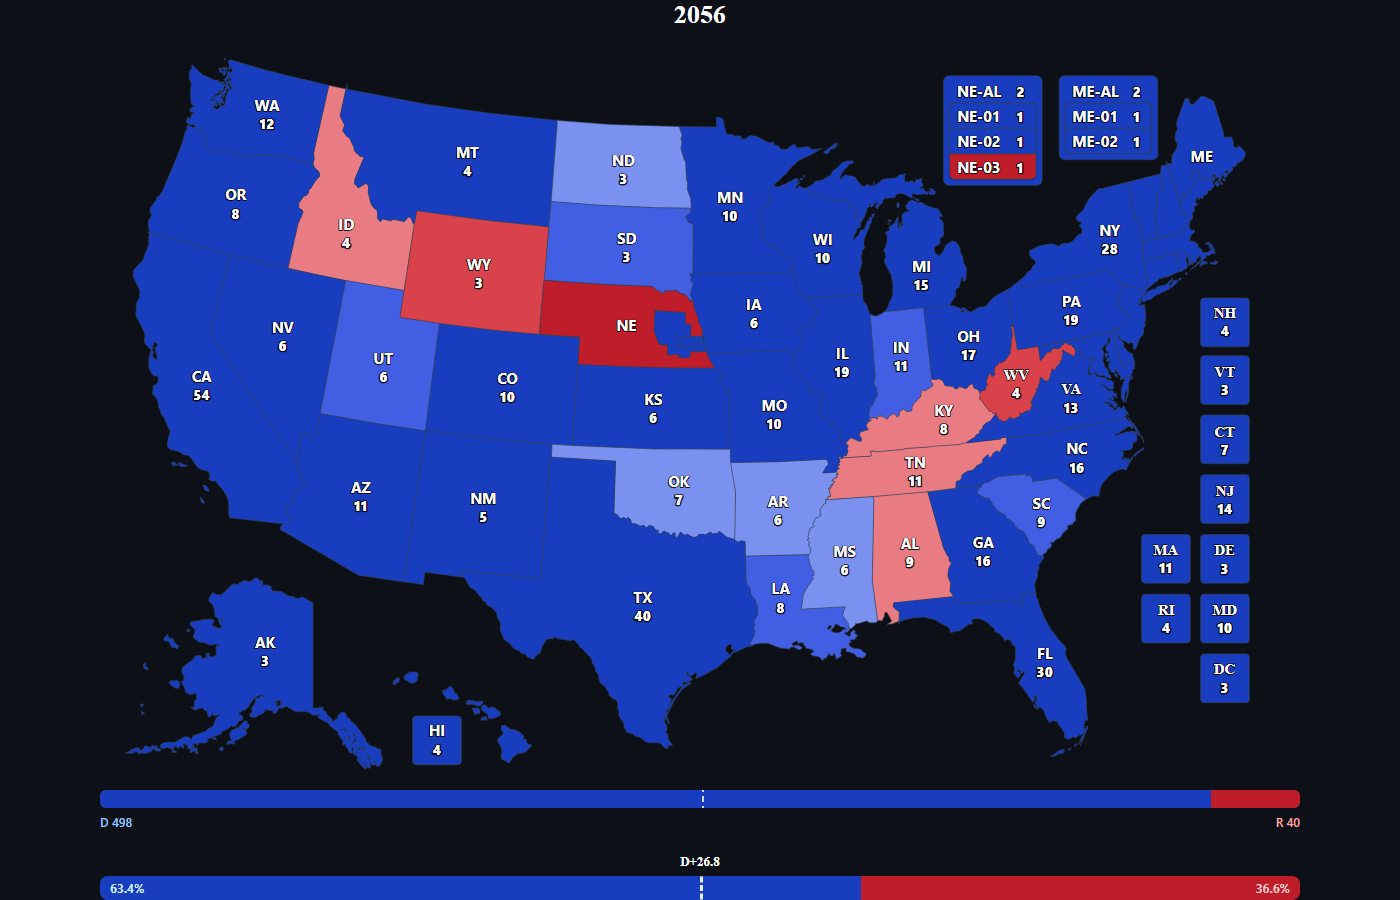 2056
WA
12
OR
8
CA
54
NV
6
ID
4
MT
4
WY
3
UT
6
AZ
11
CO
10
NM
5
ND
3
SD
3
NE
KS
6
OK
7
TX
40
MN
10
IA
6
MO
10
AR
6
LA
8
WI
10
IL
19
MI
15
IN
11
OH
17
KY
8
TN
11
MS
6
AL
9
GA
16
FL
30
SC
9
NC
16
VA
13
WV
4
PA
19
NY
28
ME
AK
3
HI
4
NE-AL 2
NE-01 1
NE-02 1
NE-03 1
ME-AL 2
ME-01 1
ME-02 1
NH
4
VT
3
CT
7
NJ
14
MA
11
DE
3
RI
4
MD
10
DC
3
D 498
R 40
D+26.8
63.4%
36.6%